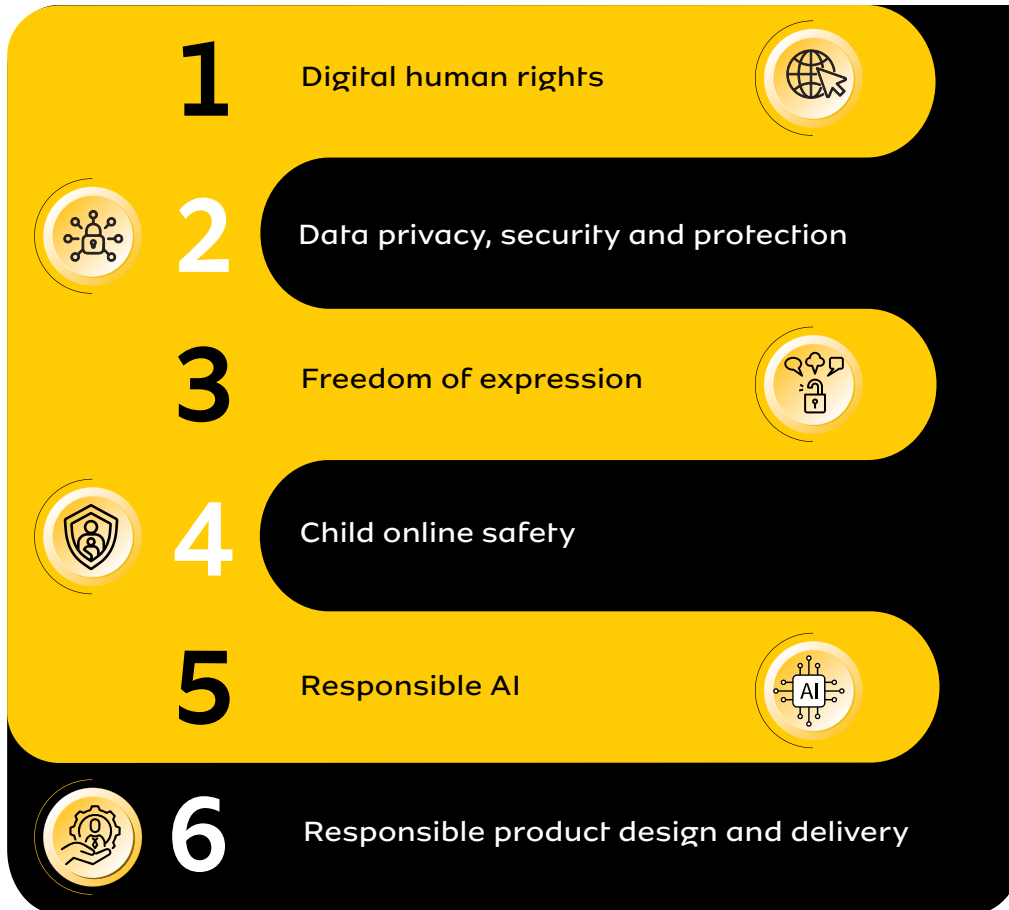 1 Digital human rights
2 Data privacy, security and protection
3 Freedom of expression
4 Child online safety
5 Responsible AI
AI
6 Responsible product design and delivery